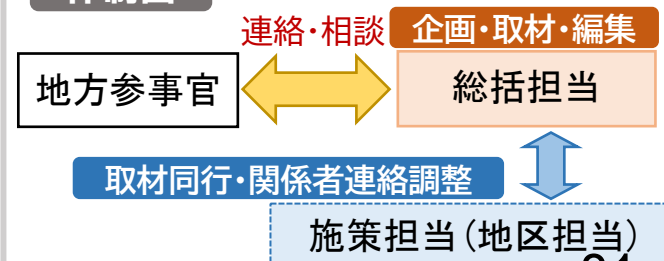 連絡・相談
企画・取材・編集
地方参事官
総括担当
取材同行・関係者連絡調整
施策担当（地区担当）